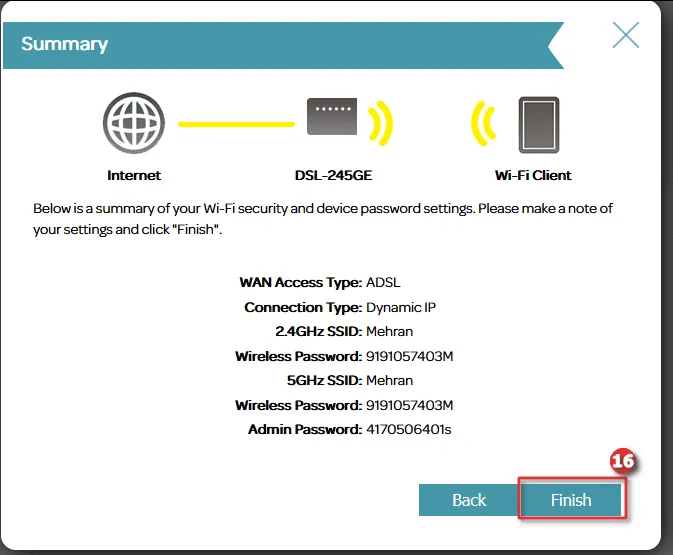 Summary
Internet
DSL-245GE
Wi-Fi Client
Below is a summary of your Wi-Fi security and device password settings. Please make a note of
your settings and click "Finish".
WAN Access Type: ADSL
Connection Type: Dynamic IP
2.4GHz SSID: Mehran
Wireless Password: 9191057403M
5GHz SSID: Mehran
Wireless Password: 9191057403M
Admin Password: 4170506401s
16
Back
Finish